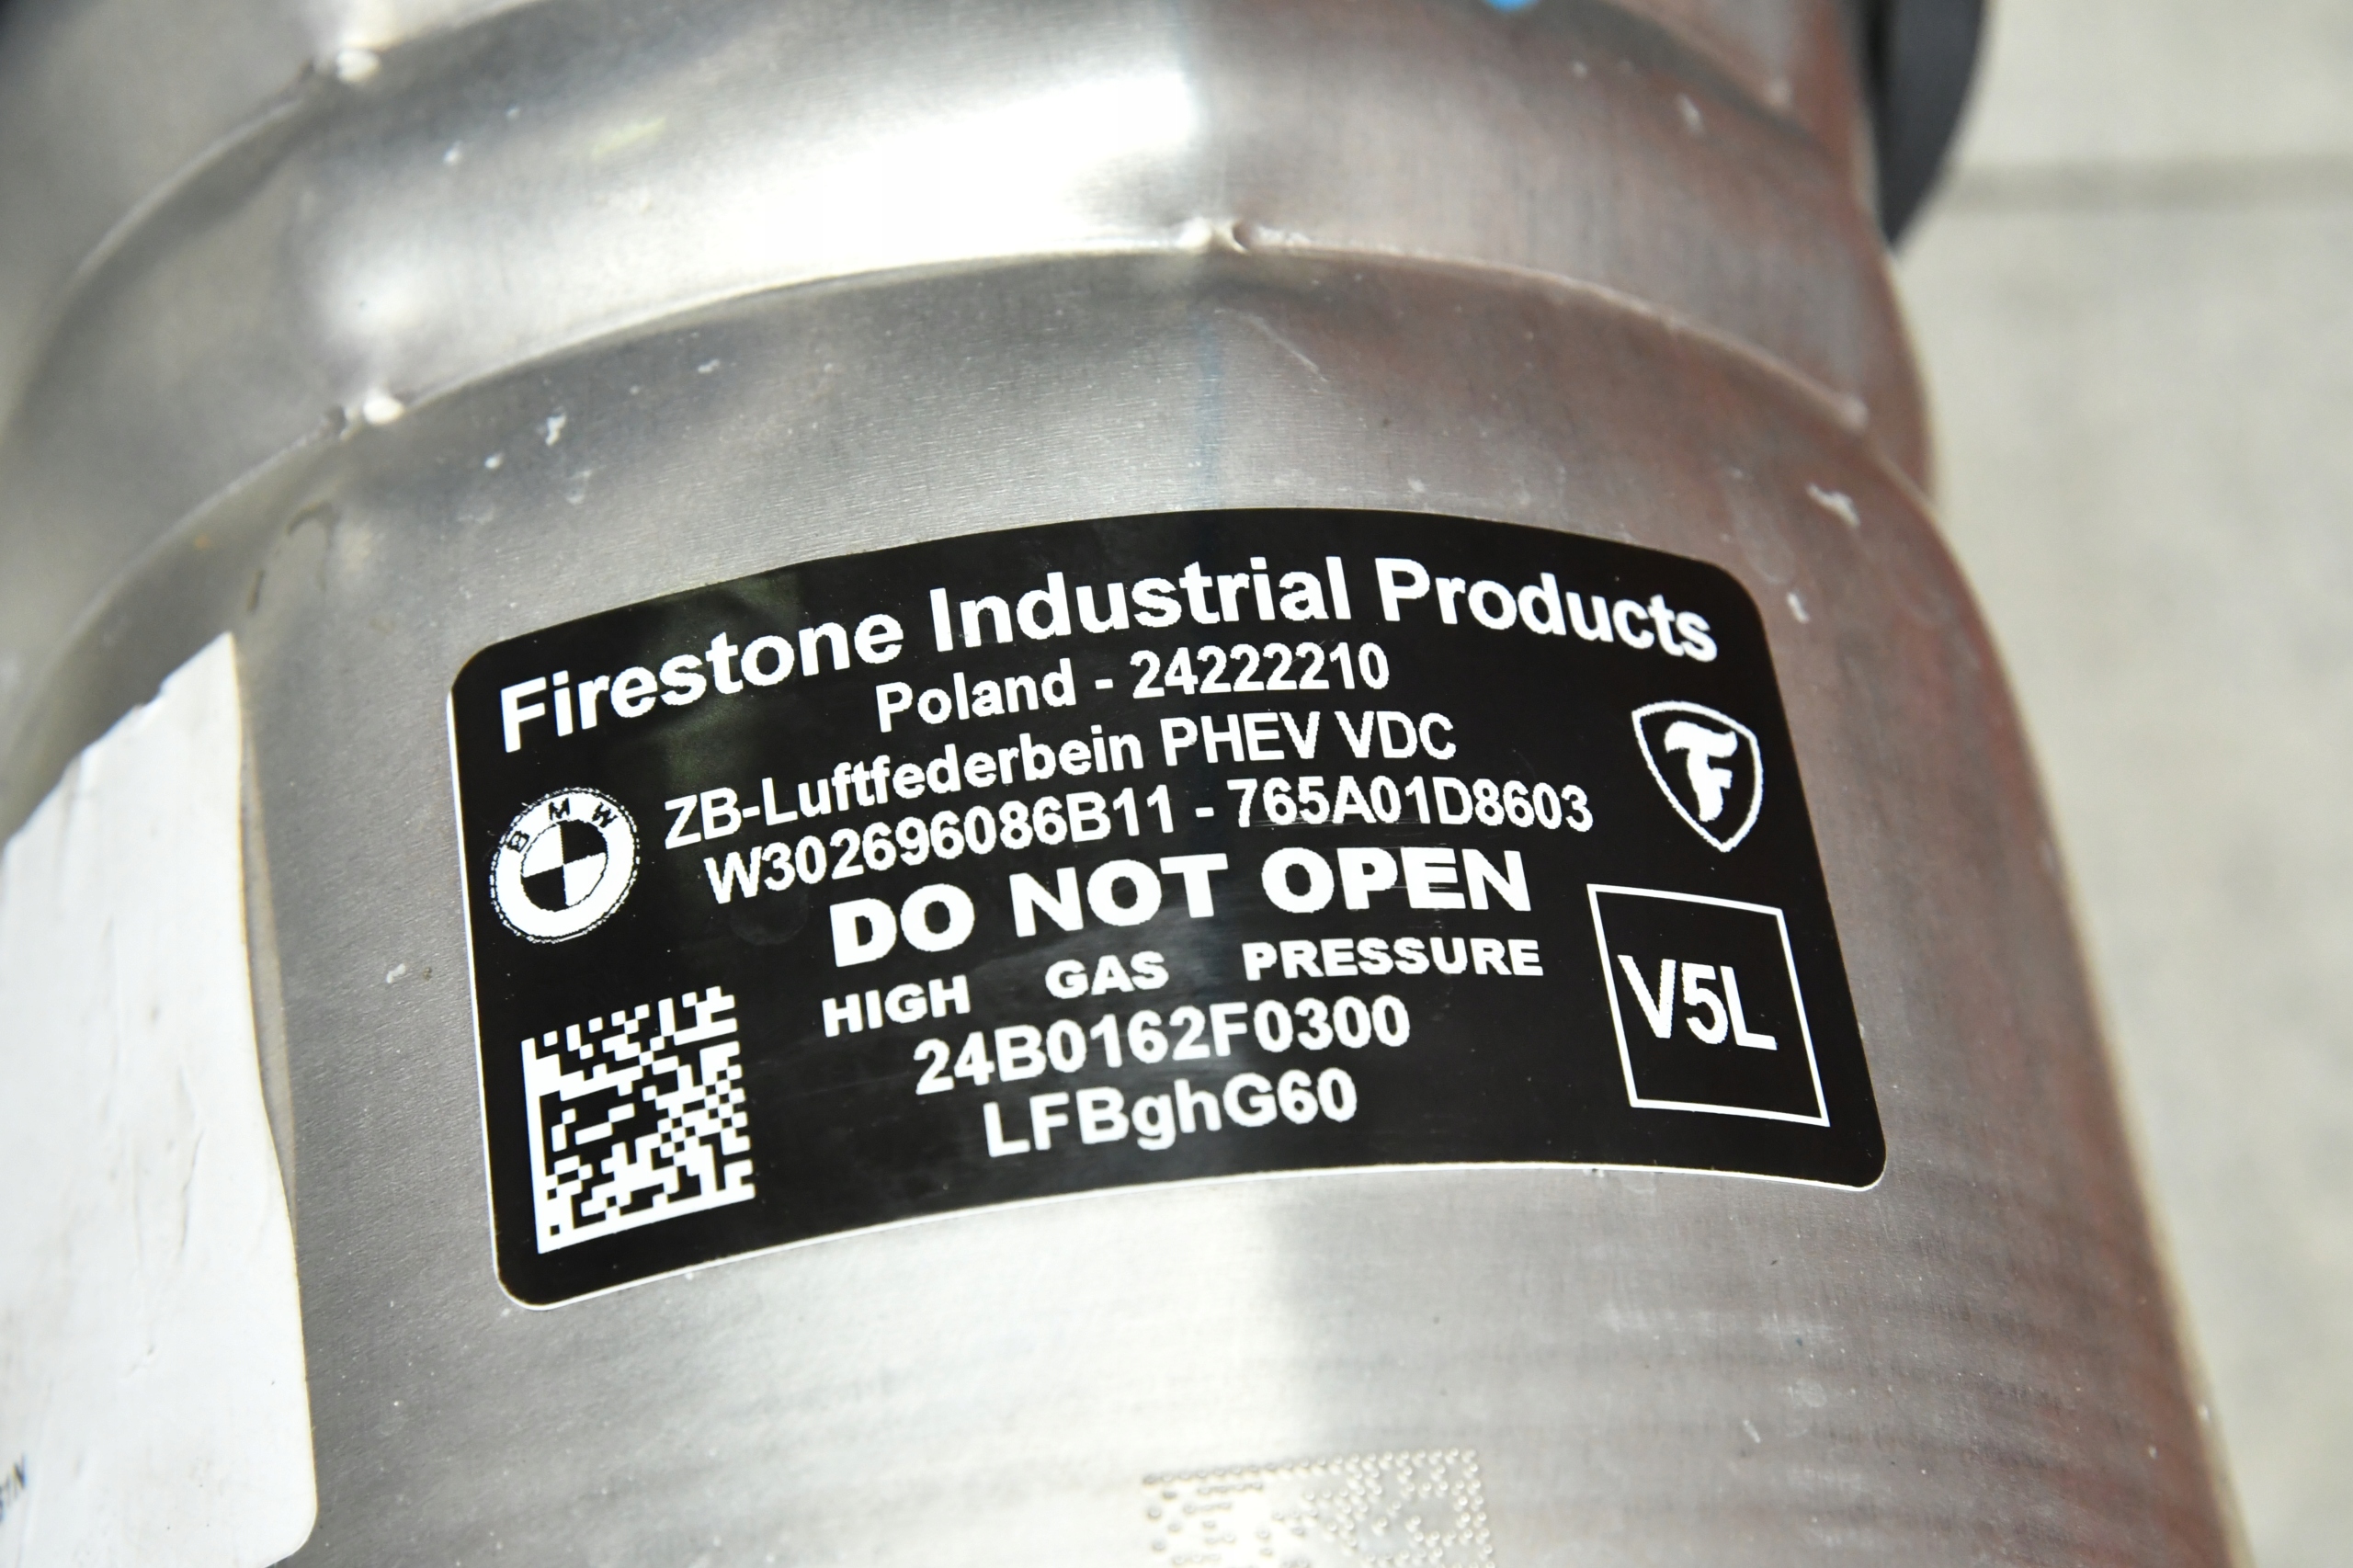 Firestone Industrial Products
Poland - 24222210
ZB-Luftfederbein PHEV VDC
W302696086B11 - 765A01D8603
BMW
F
DO NOT OPEN
HIGH GAS PRESSURE
V5L
24B0162F0300
LFBghG60